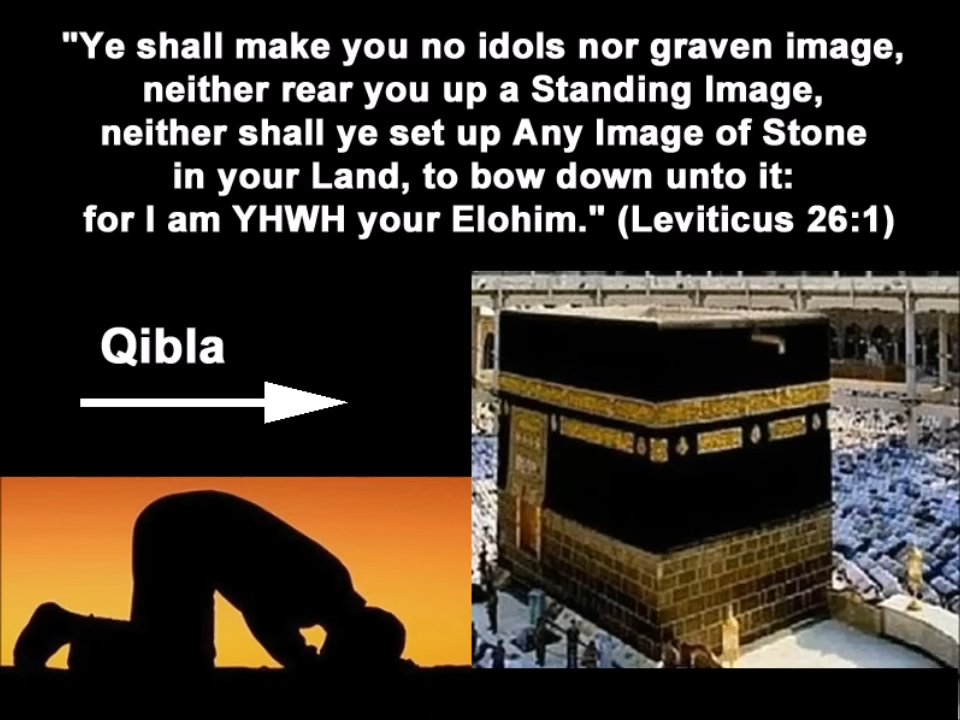 "Ye shall make you no idols nor graven image,
neither rear you up a Standing Image,
neither shall ye set up Any Image of Stone
in your Land, to bow down unto it:
for I am YHWH your Elohim." (Leviticus 26:1)
Qibla